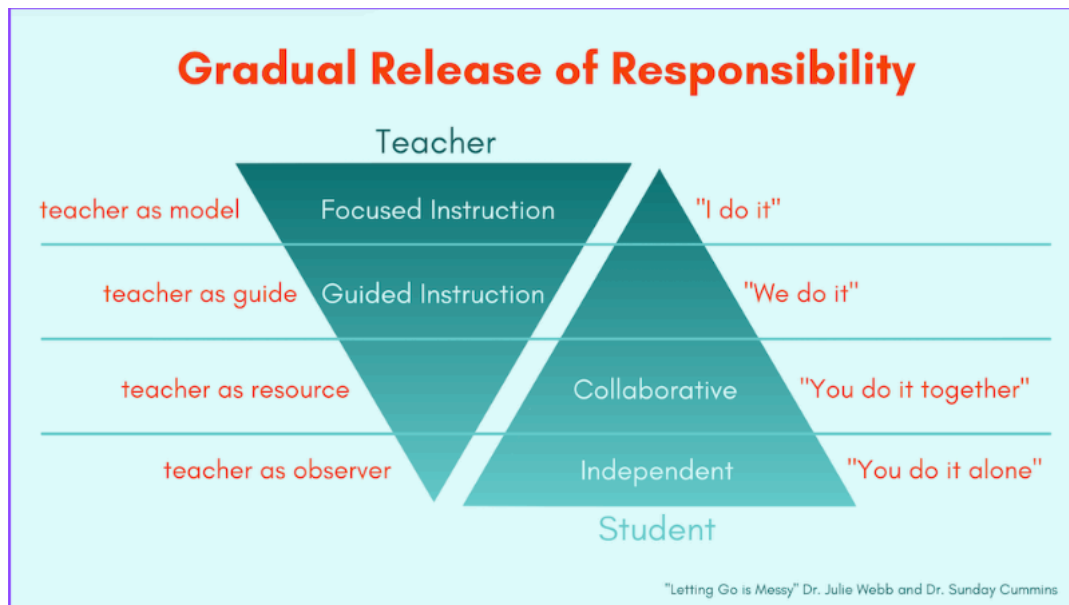 Gradual Release of Responsibility
Teacher
teacher as model Focused Instruction "I do it"
teacher as guide Guided Instruction "We do it"
teacher as resource Collaborative "You do it together"
teacher as observer Independent "You do it alone"
Student
"Letting Go is Messy" Dr. Julie Webb and Dr. Sunday Cummins